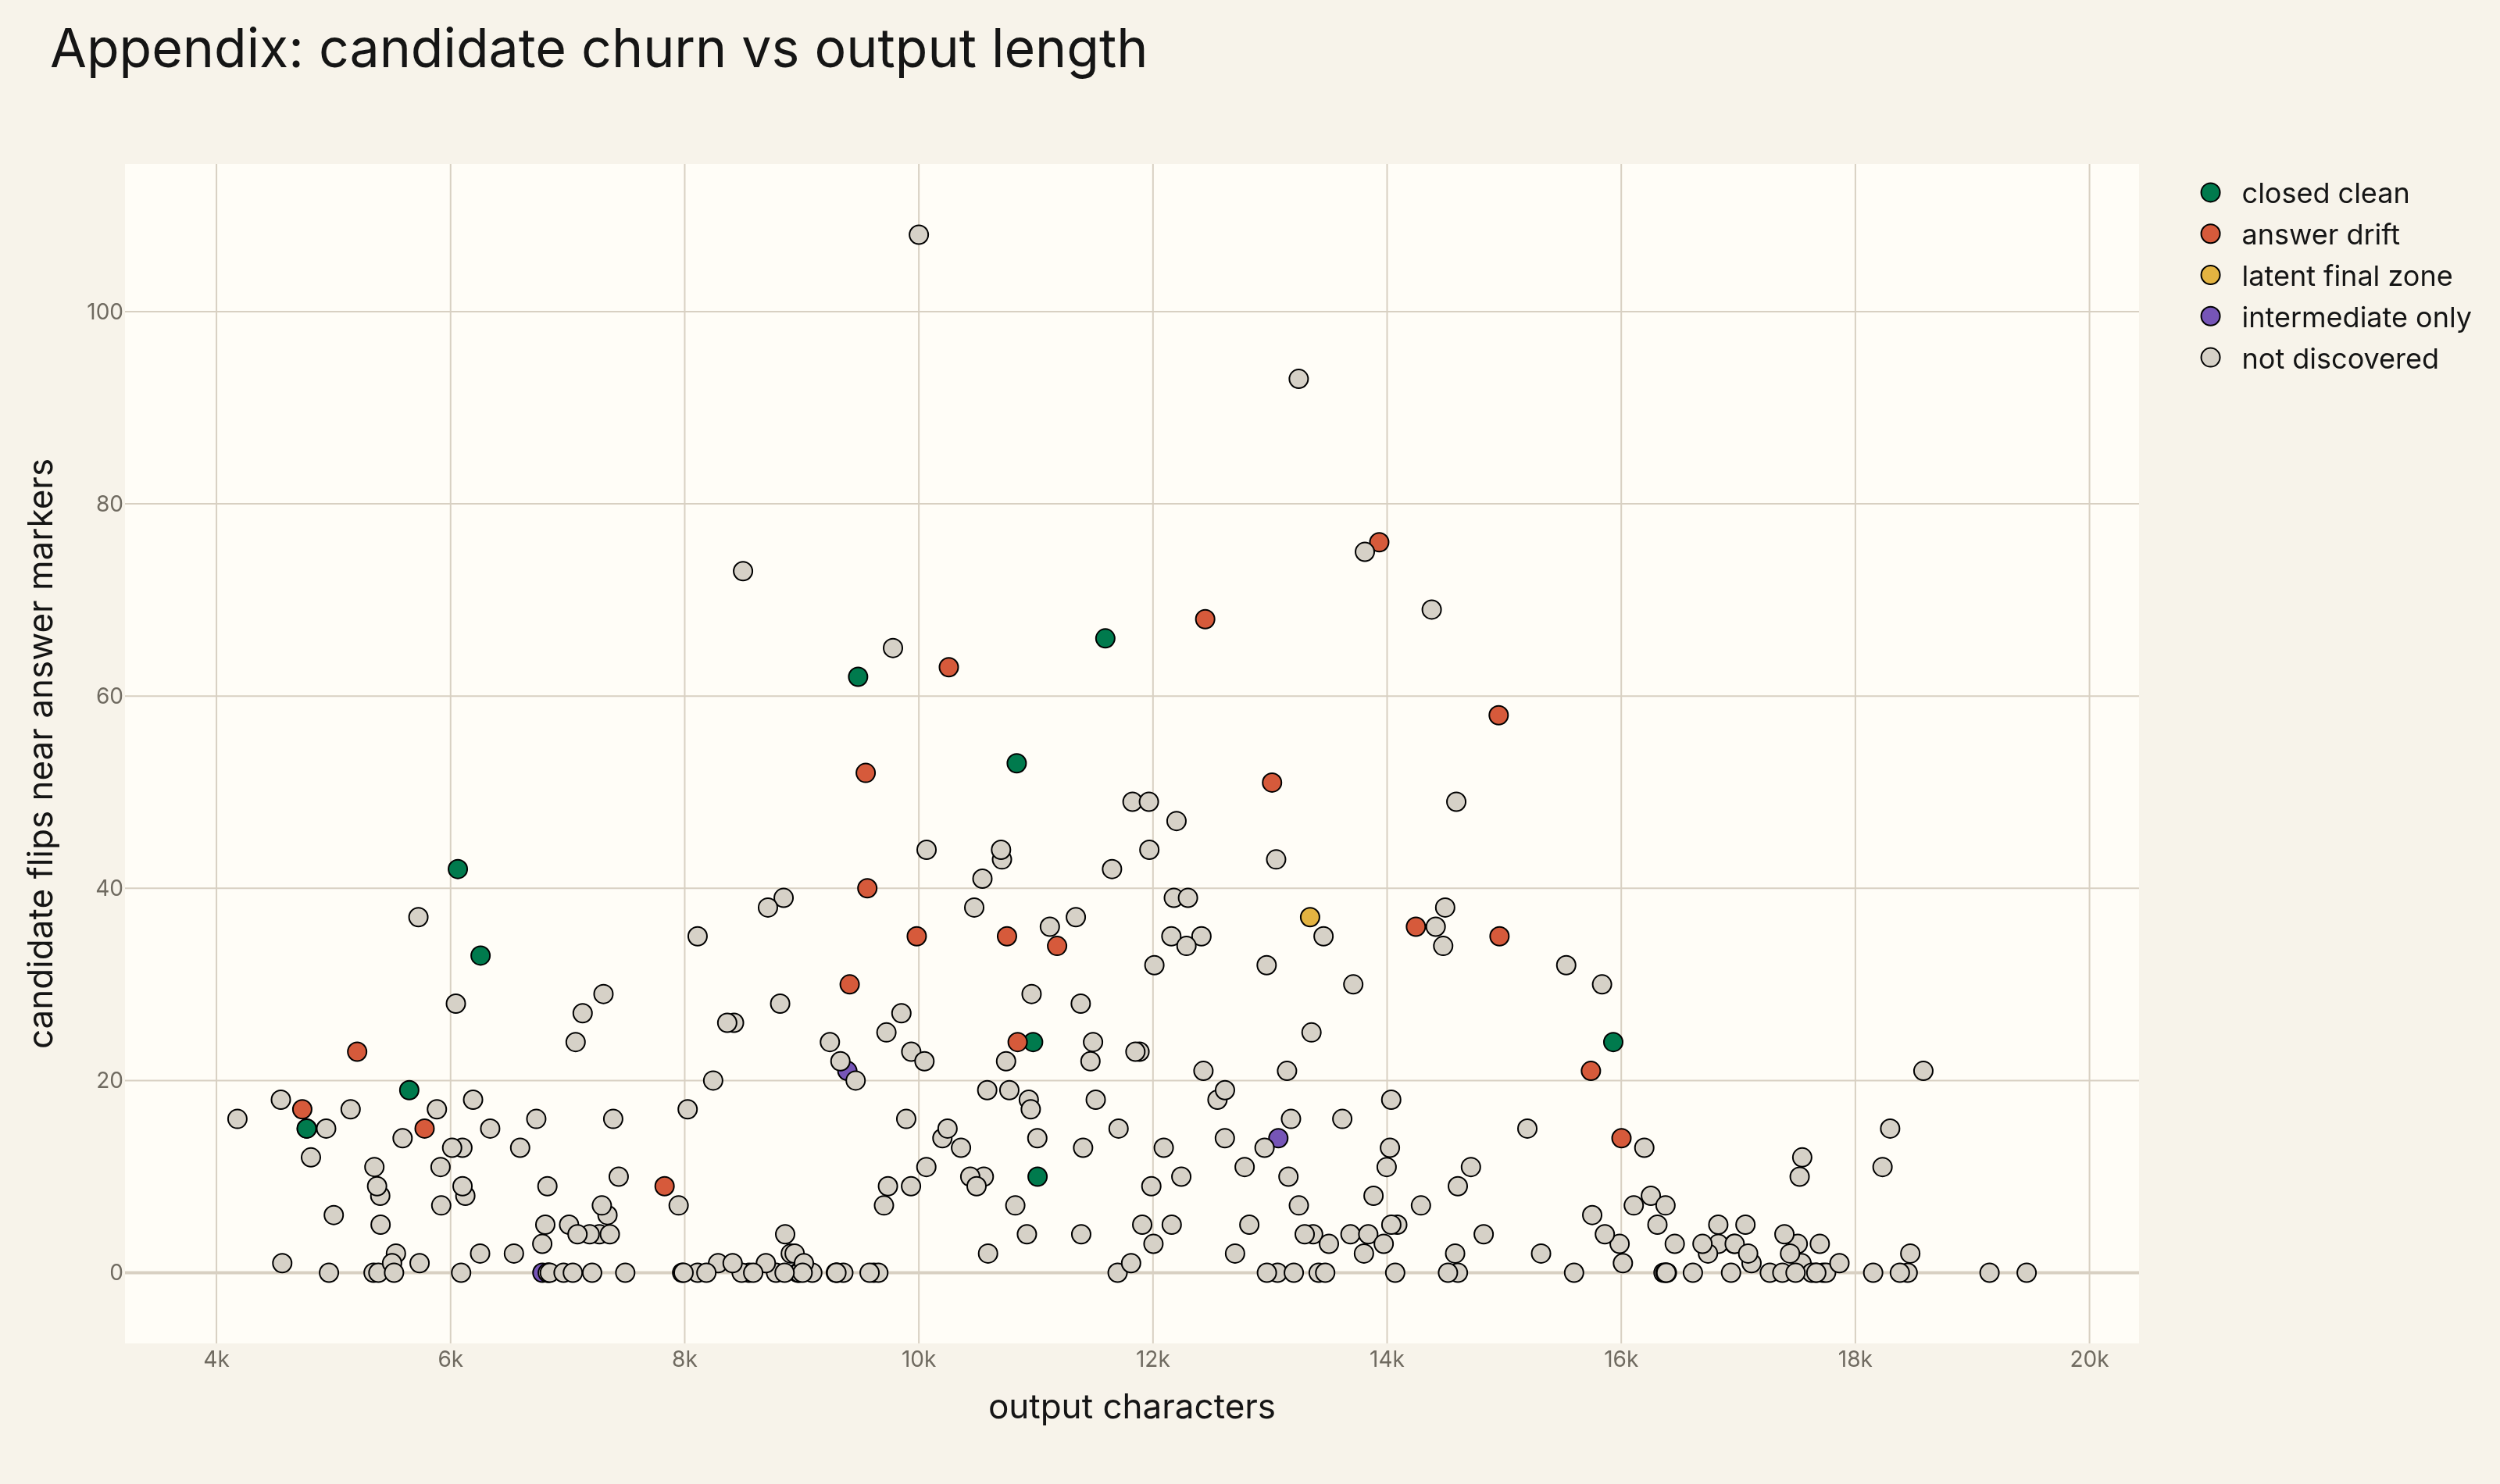 Appendix: candidate churn vs output length
closed clean
answer drift
latent final zone
intermediate only
not discovered
candidate flips near answer markers
100
80
60
40
20
0
4k 6k 8k 10k 12k 14k 16k 18k 20k
output characters